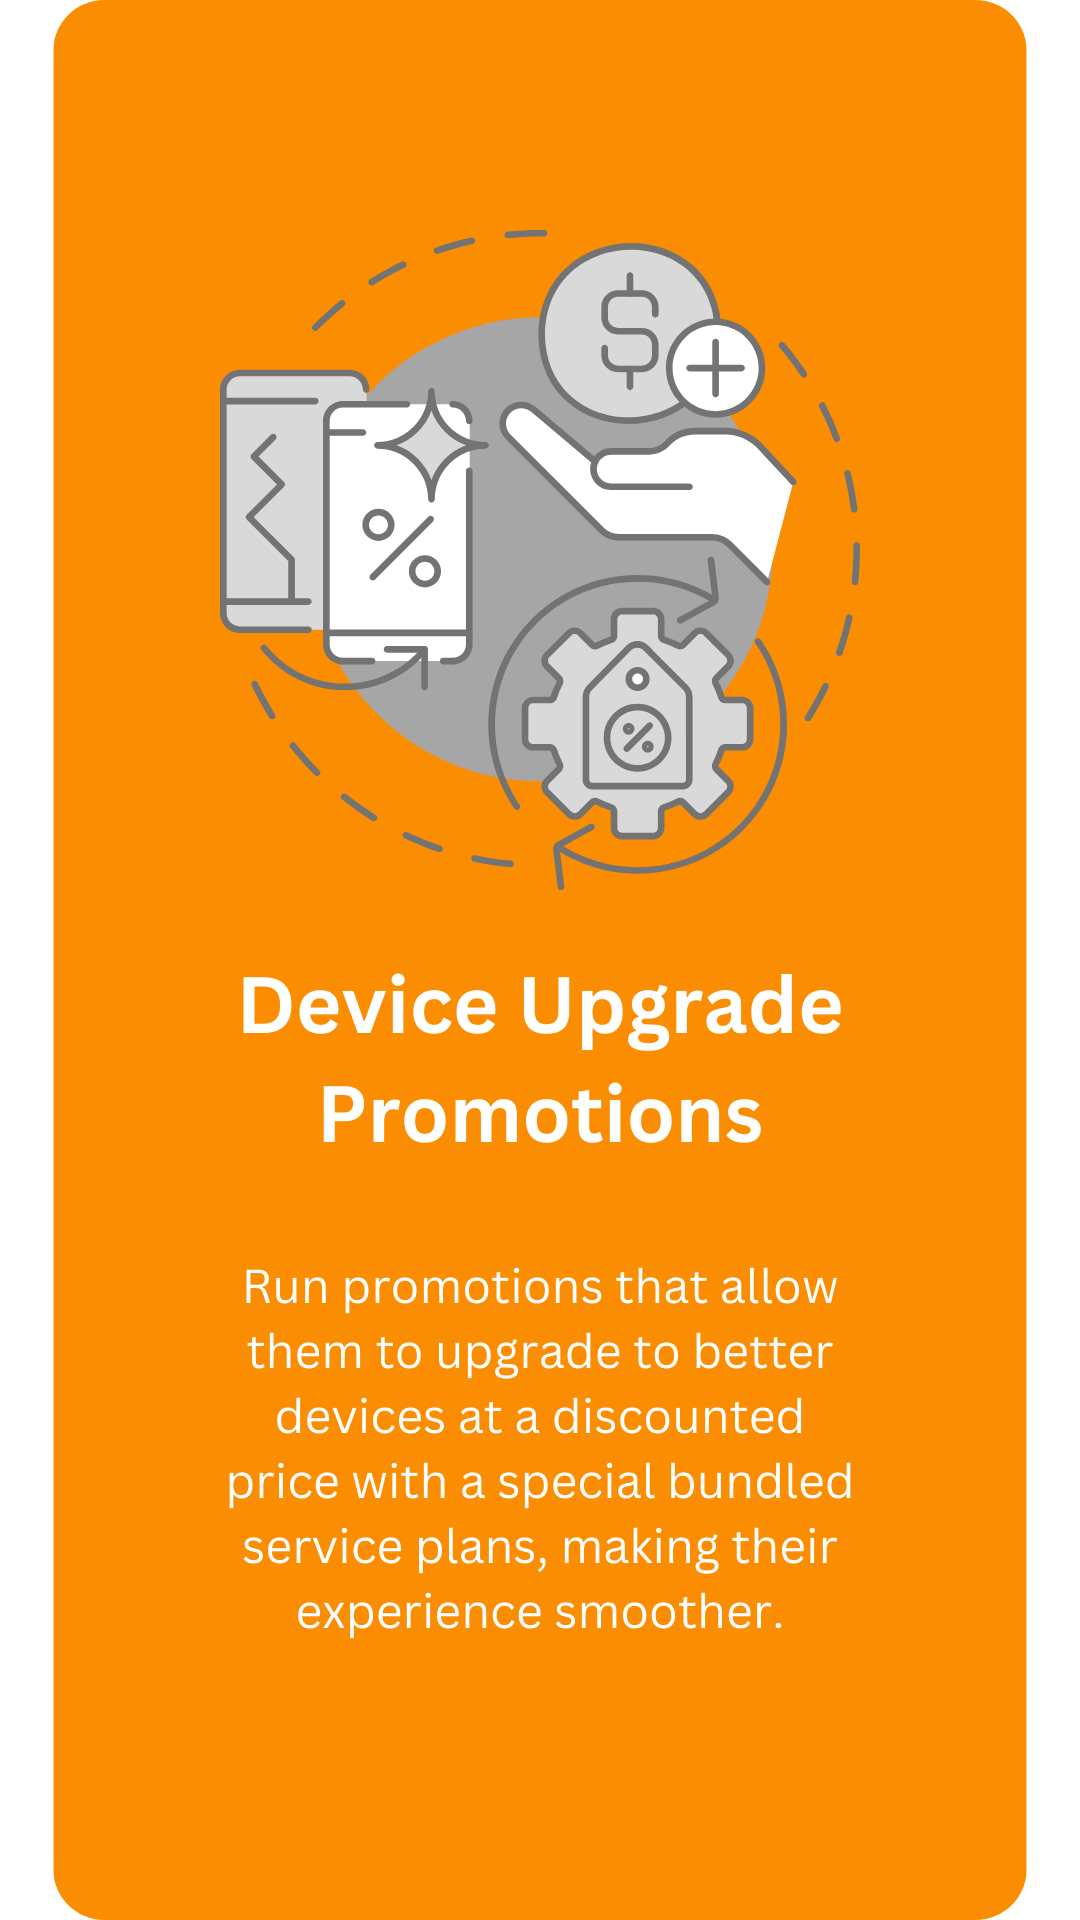 $
%
%
Device Upgrade
Promotions
Run promotions that allow
them to upgrade to better
devices at a discounted
price with a special bundled
service plans, making their
experience smoother.